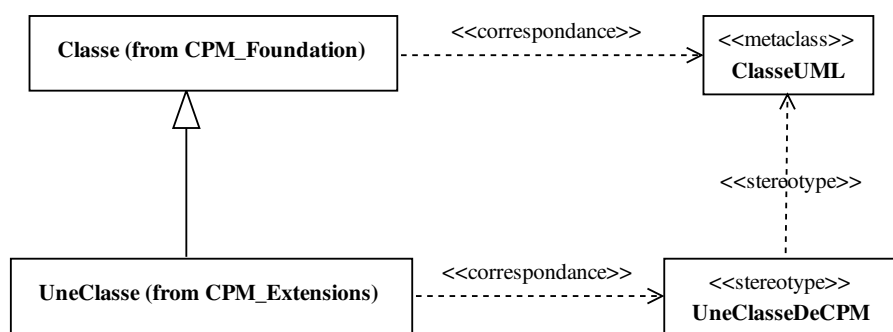 Classe (from CPM_Foundation)
<<correspondance>>
<<metaclass>>
ClasseUML
<<stereotype>>
UneClasse (from CPM_Extensions)
<<correspondance>>
<<stereotype>>
UneClasseDeCPM